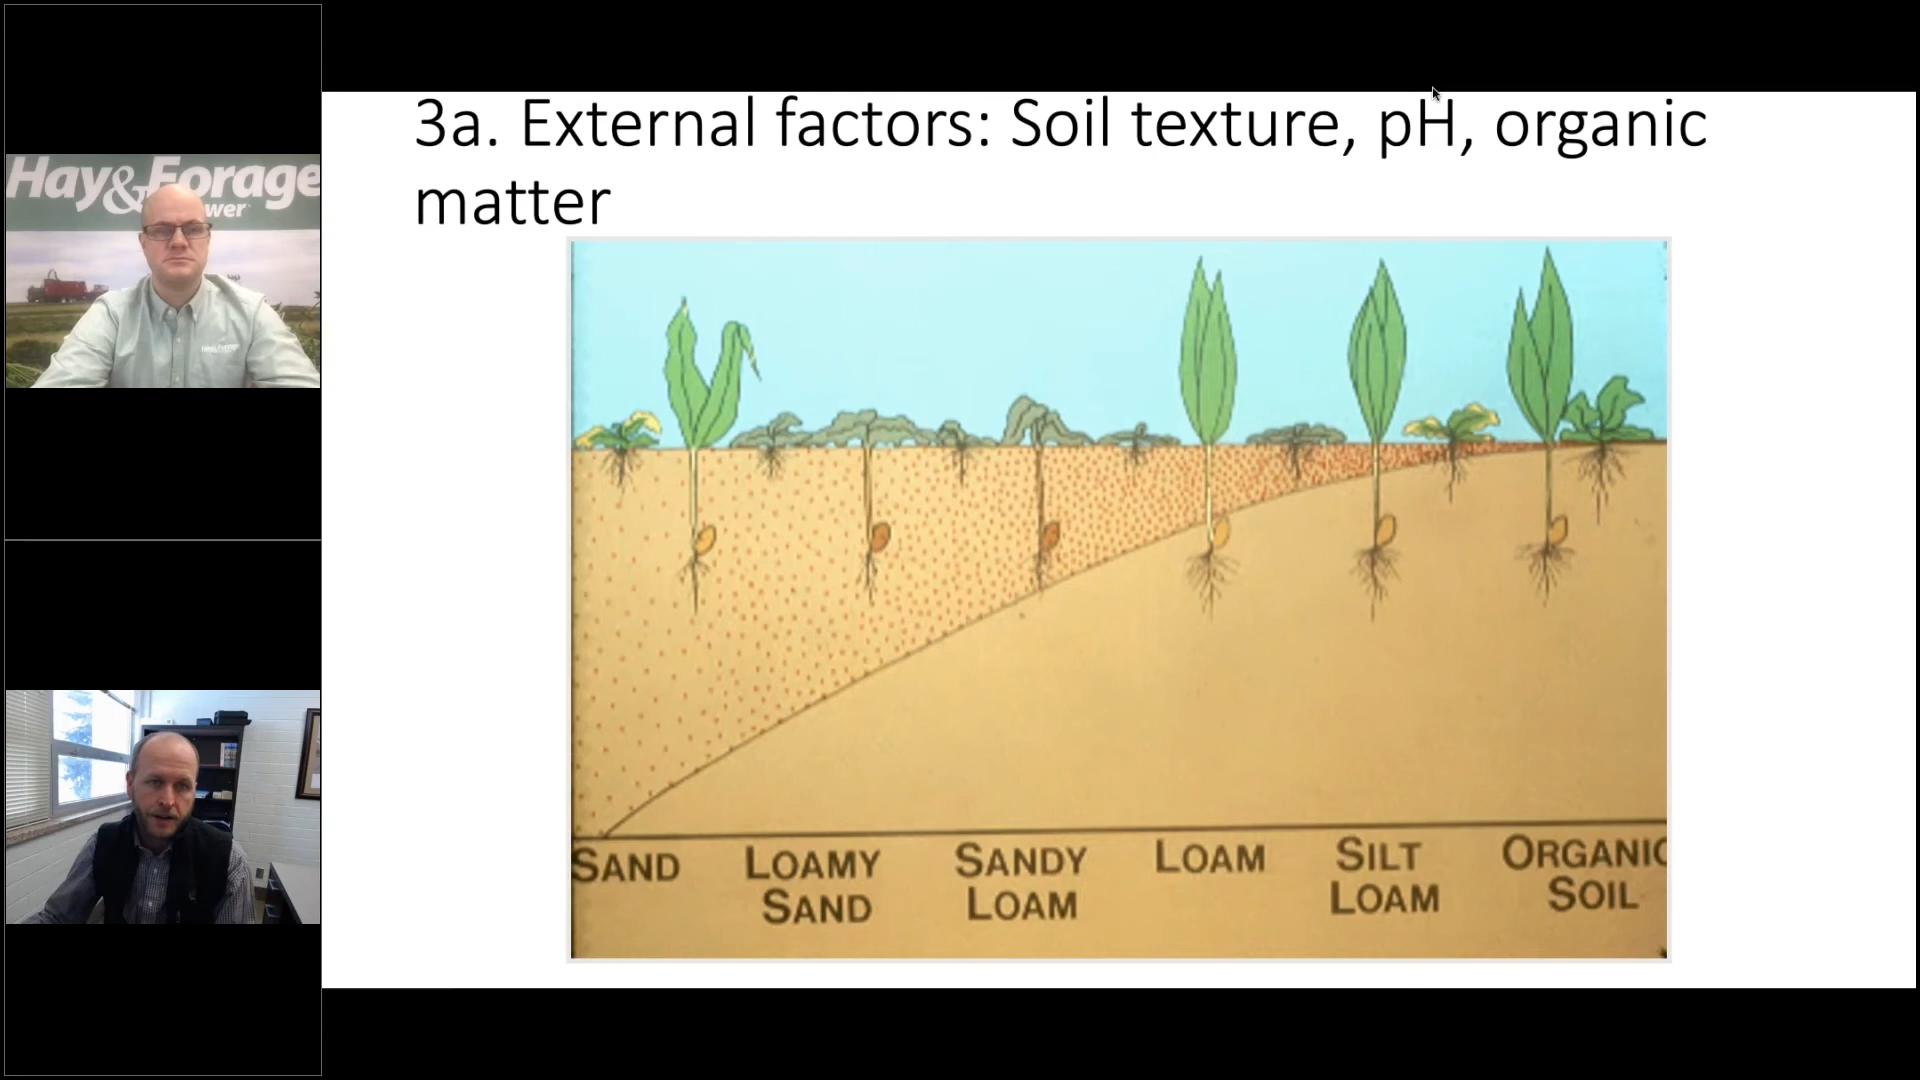 3a. External factors: Soil texture, pH, organic
matter
Hay&Forage
SAND
LOAMY
SAND
SANDY
LOAM
LOAM
SILT
LOAM
ORGANIC
SOIL